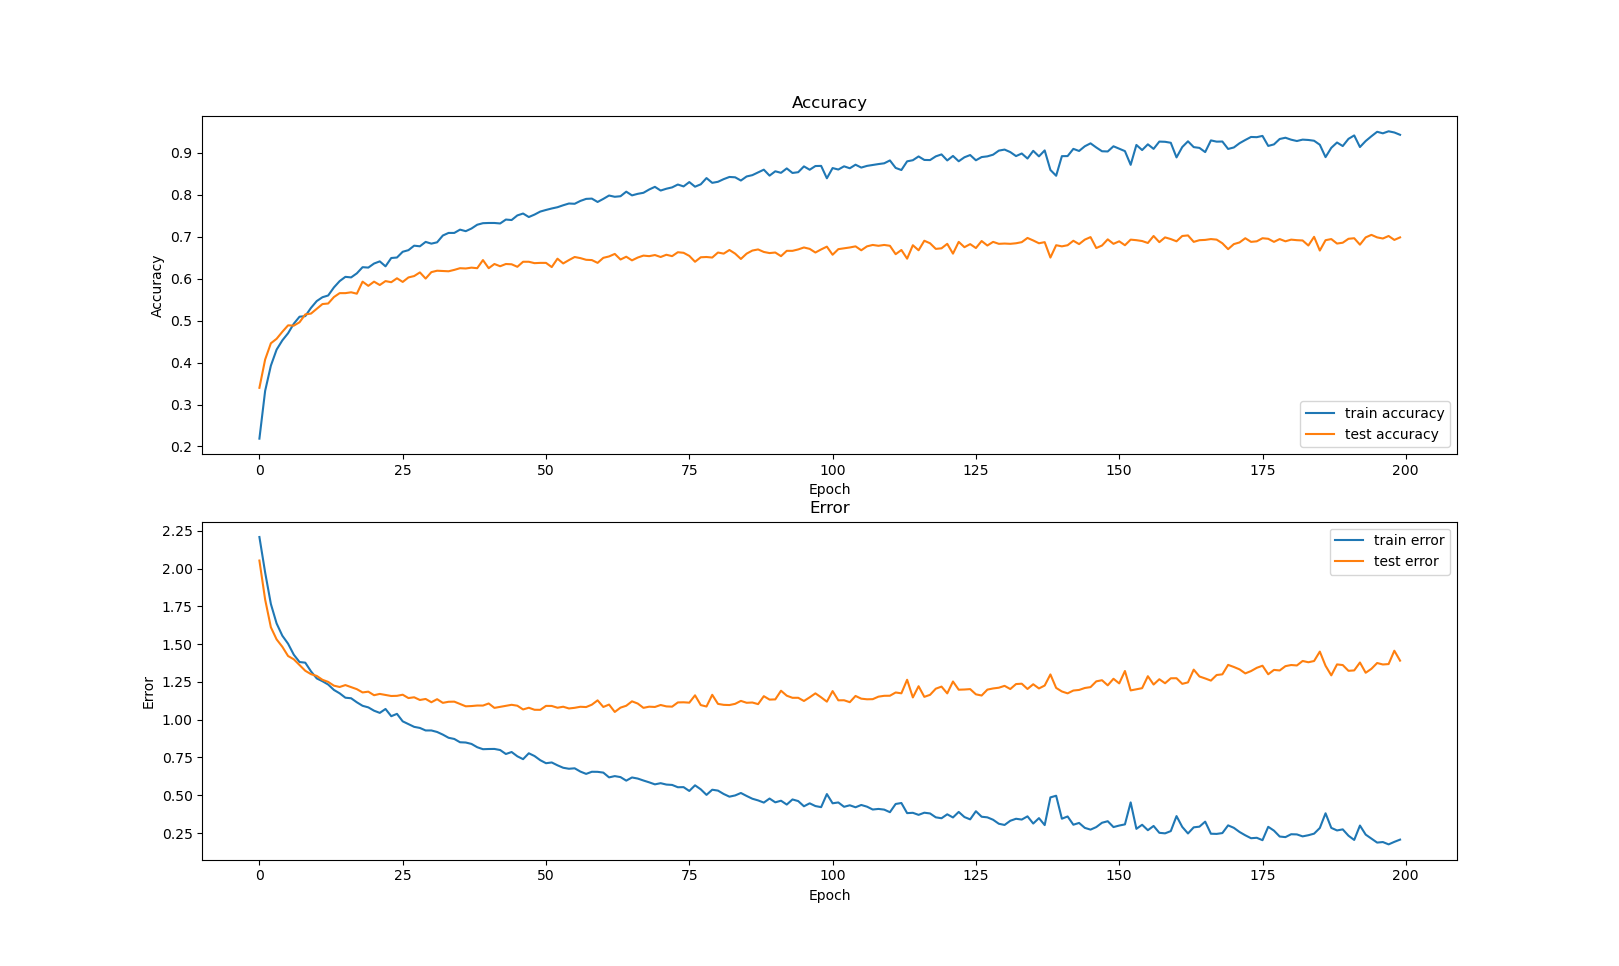 Accuracy
Accuracy
0.9
0.8
0.7
0.6
0.5
0.4
0.3
0.2
train accuracy
test accuracy
0 25 50 75 100 125 150 175 200
Epoch
Error
Error
2.25
2.00
1.75
1.50
1.25
1.00
0.75
0.50
0.25
train error
test error
0 25 50 75 100 125 150 175 200
Epoch